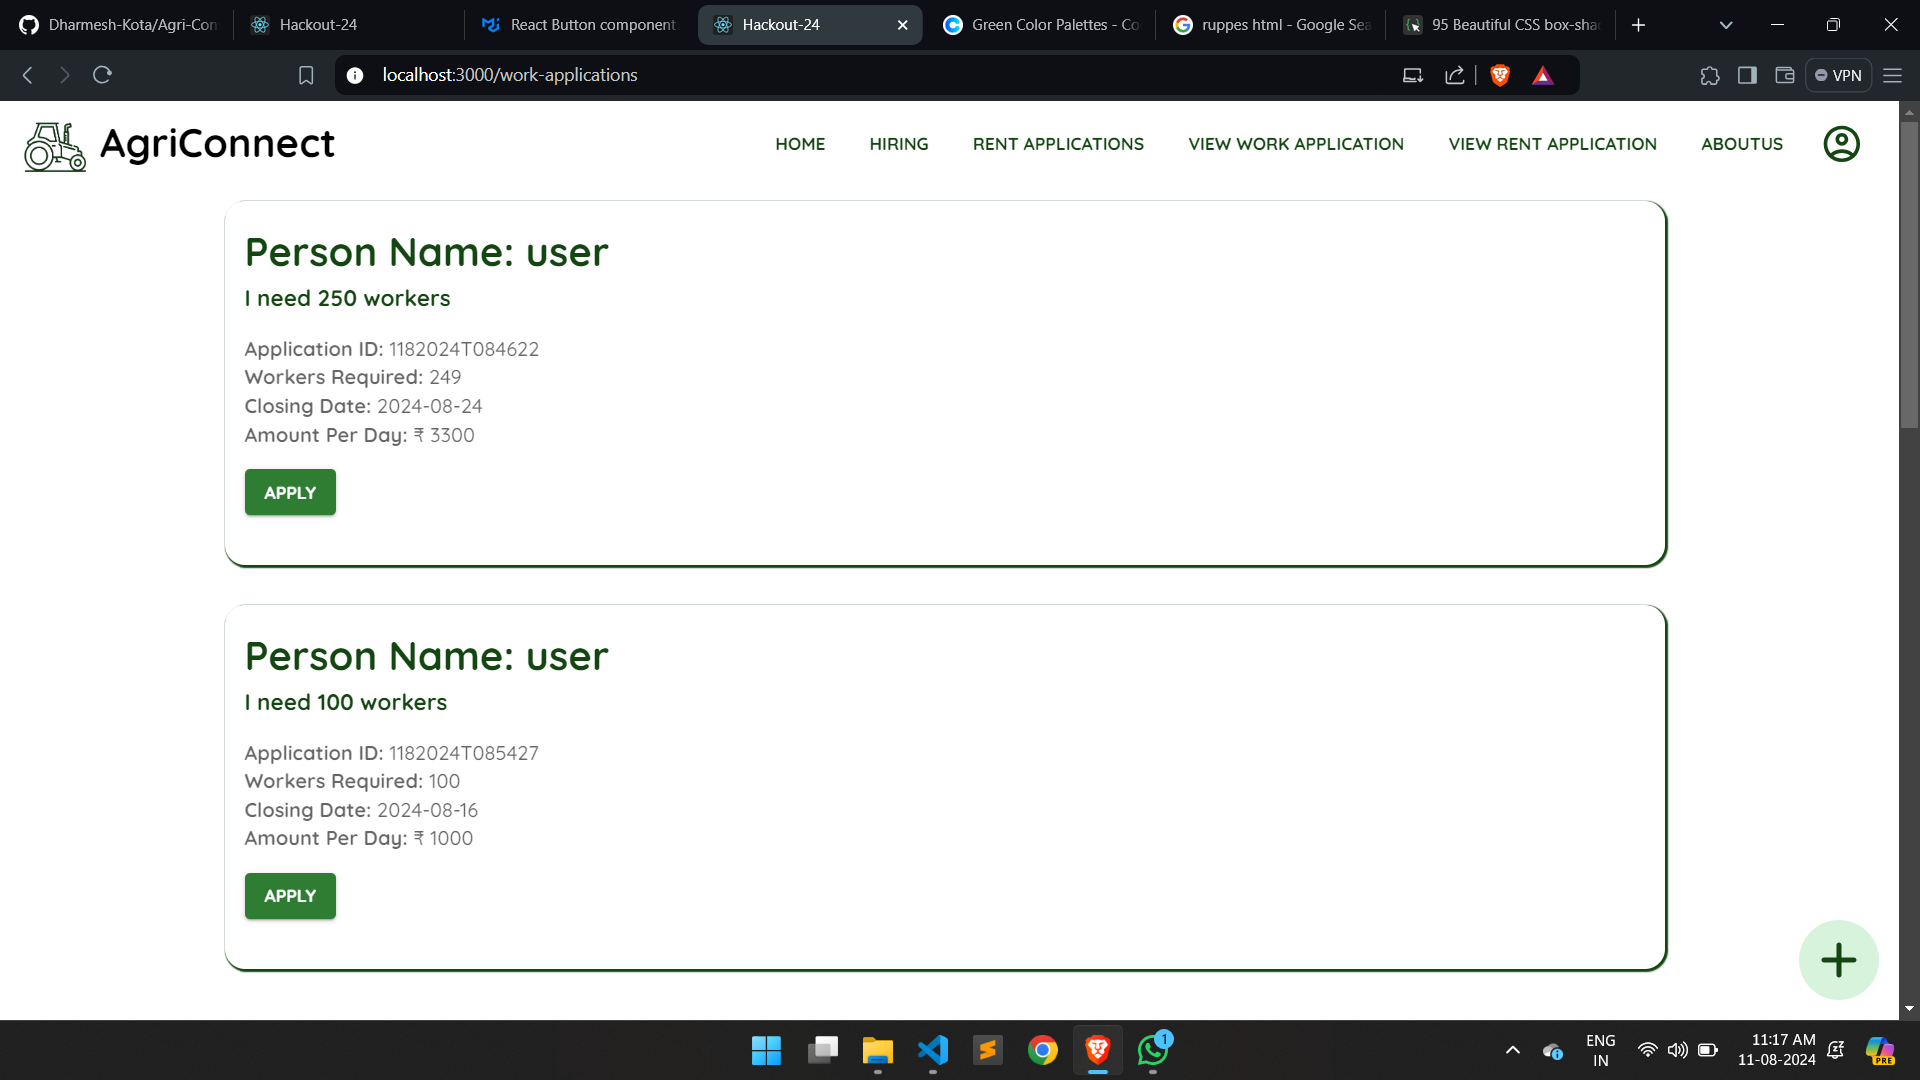 Dharmesh-Kota/Agri-Con
Hackout-24
React Button component
Hackout-24
Green Color Palettes - Co
ruppes html - Google Sea
95 Beautiful CSS box-sha
localhost:3000/work-applications
VPN
AgriConnect
HOME
HIRING
RENT APPLICATIONS
VIEW WORK APPLICATION
VIEW RENT APPLICATION
ABOUTUS
Person Name: user
I need 250 workers
Application ID: 1182024T084622
Workers Required: 249
Closing Date: 2024-08-24
Amount Per Day: ₹ 3300
APPLY
Person Name: user
I need 100 workers
Application ID: 1182024T085427
Workers Required: 100
Closing Date: 2024-08-16
Amount Per Day: ₹ 1000
APPLY
1
ENG
IN
11:17 AM
11-08-2024
PRE